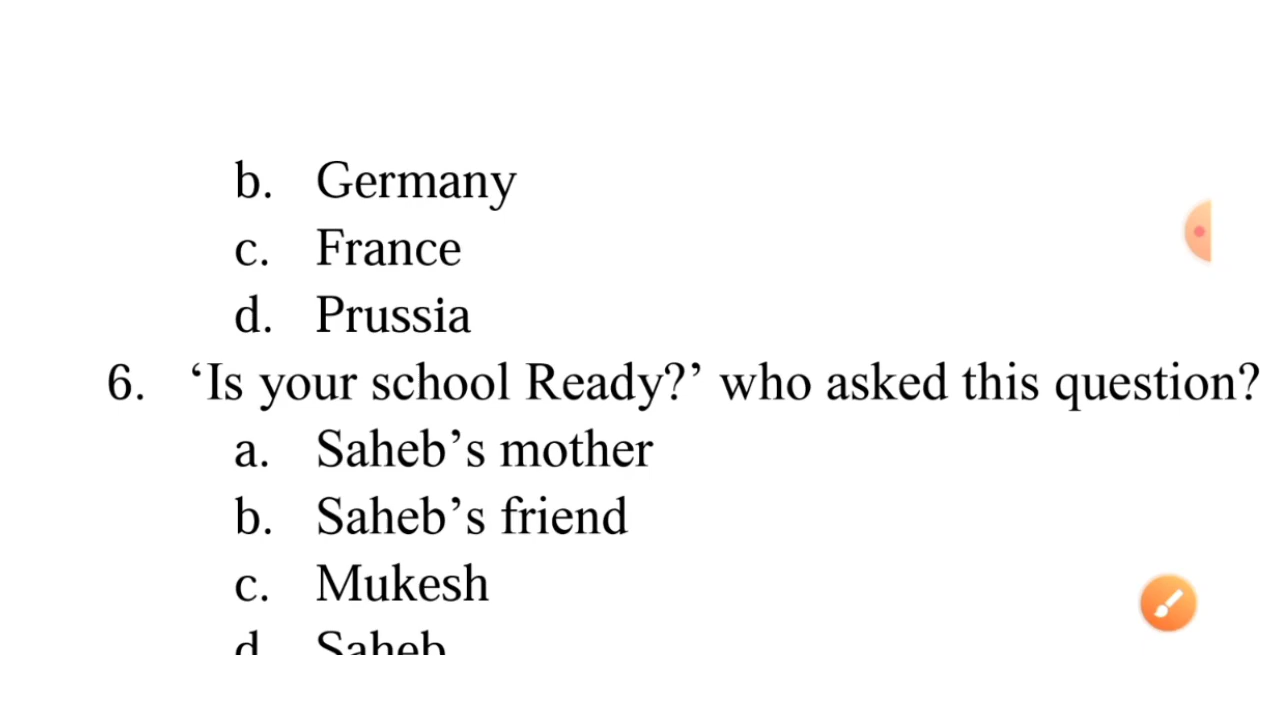 b. Germany
c. France
d. Prussia
6. ‘Is your school Ready?’ who asked this question?
a. Saheb’s mother
b. Saheb’s friend
c. Mukesh
d Saheb